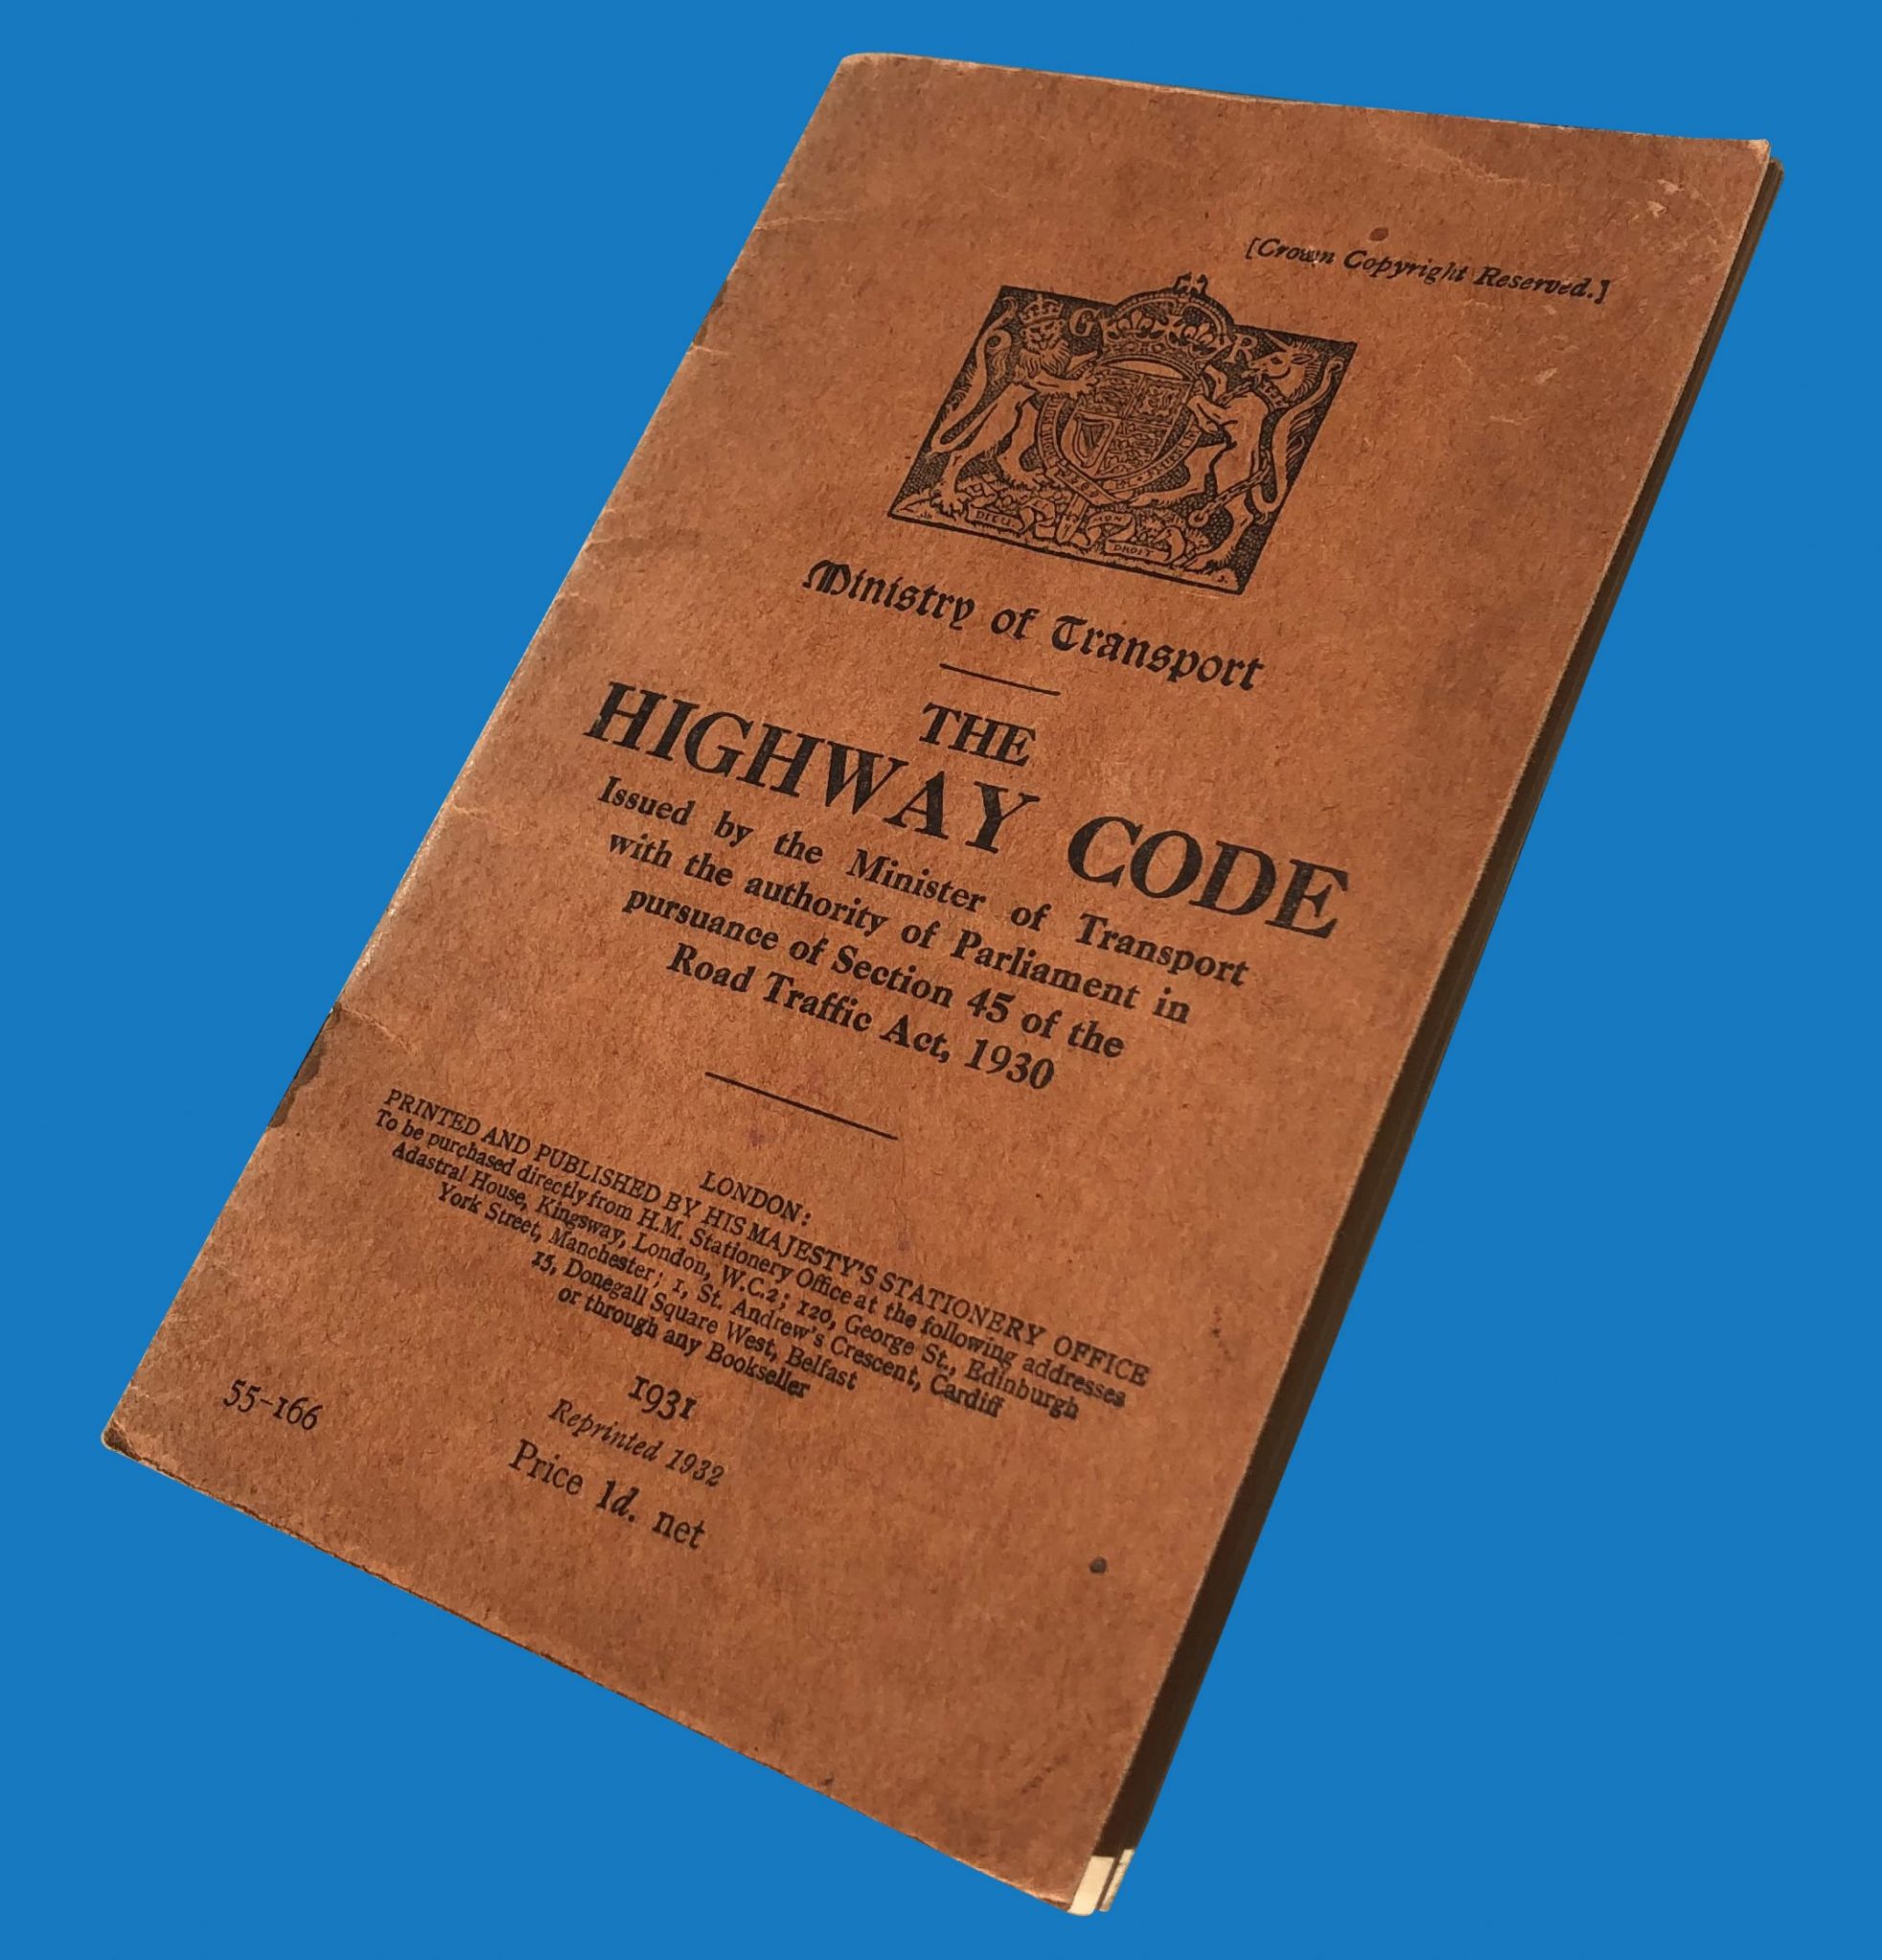 [Crown Copyright Reserved.]
G R
DIEU ET MON DROIT
Ministry of Transport
THE
HIGHWAY CODE
Issued by the Minister of Transport
with the authority of Parliament in
pursuance of Section 45 of the
Road Traffic Act, 1930
LONDON:
PRINTED AND PUBLISHED BY HIS MAJESTY'S STATIONERY OFFICE
To be purchased directly from H.M. Stationery Office at the following addresses
Adastral House, Kingsway, London, W.C.2; 120, George St., Edinburgh
York Street, Manchester; 1, St. Andrew's Crescent, Cardiff
15, Donegall Square West, Belfast
or through any Bookseller
1931
Reprinted 1932
Price 1d. net
55-166